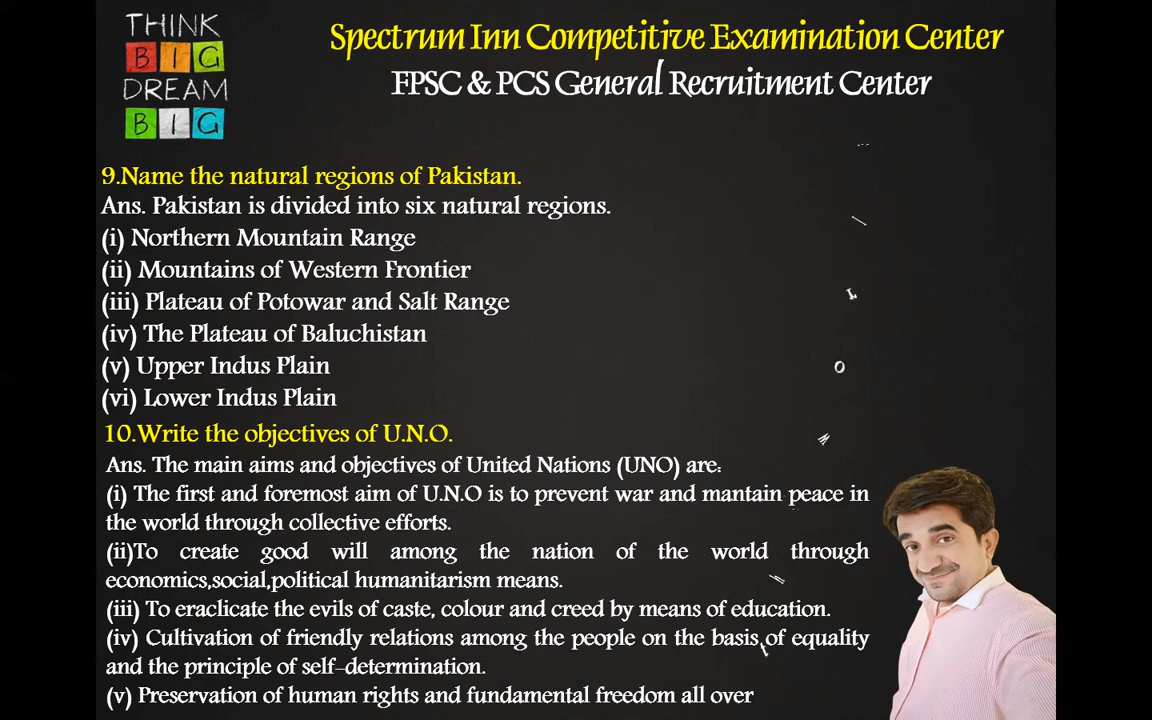 THINK
BIG
DREAM
BIG
Spectrum Inn Competitive Examination Center
FPSC & PCS General Recruitment Center
9.Name the natural regions of Pakistan.
Ans. Pakistan is divided into six natural regions.
(i) Northern Mountain Range
(ii) Mountains of Western Frontier
(iii) Plateau of Potowar and Salt Range
(iv) The Plateau of Baluchistan
(v) Upper Indus Plain
(vi) Lower Indus Plain
10.Write the objectives of U.N.O.
Ans. The main aims and objectives of United Nations (UNO) are:
(i) The first and foremost aim of U.N.O is to prevent war and mantain peace in
the world through collective efforts.
(ii)To create good will among the nation of the world through
economics,social,political humanitarism means.
(iii) To eraclicate the evils of caste, colour and creed by means of education.
(iv) Cultivation of friendly relations among the people on the basis of equality
and the principle of self-determination.
(v) Preservation of human rights and fundamental freedom all over